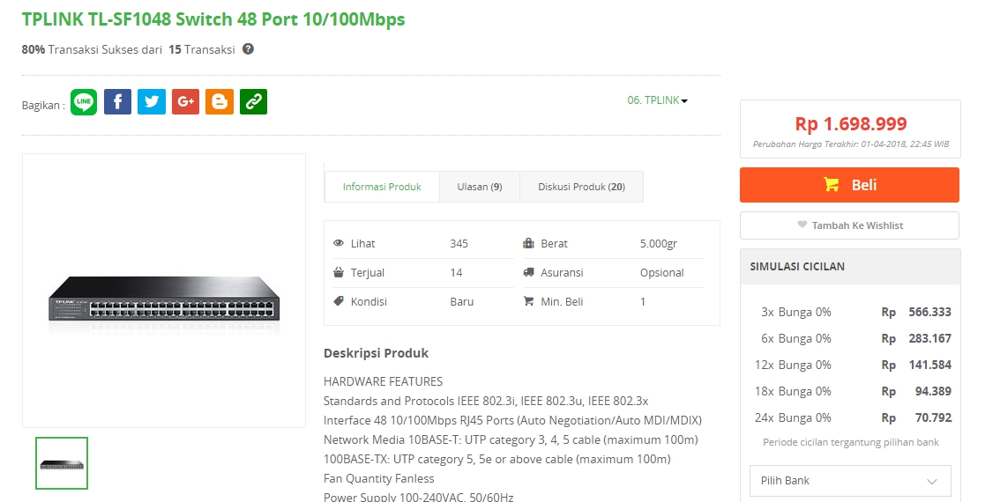 TPLINK TL-SF1048 Switch 48 Port 10/100Mbps
80% Transaksi Sukses dari 15 Transaksi
Bagikan :
LINE
G+
06. TPLINK
Rp 1.698.999
Perubahan Harga Terakhir: 01-04-2018, 22:45 WIB
Beli
Tambah Ke Wishlist
Informasi Produk
Ulasan (9)
Diskusi Produk (20)
Lihat 345 Berat 5.000gr
Terjual 14 Asuransi Opsional
Kondisi Baru Min. Beli 1
Deskripsi Produk
HARDWARE FEATURES
Standards and Protocols IEEE 802.3i, IEEE 802.3u, IEEE 802.3x
Interface 48 10/100Mbps RJ45 Ports (Auto Negotiation/Auto MDI/MDIX)
Network Media 10BASE-T: UTP category 3, 4, 5 cable (maximum 100m)
100BASE-TX: UTP category 5, 5e or above cable (maximum 100m)
Fan Quantity Fanless
Power Supply 100-240VAC, 50/60Hz
SIMULASI CICILAN
3x Bunga 0% Rp 566.333
6x Bunga 0% Rp 283.167
12x Bunga 0% Rp 141.584
18x Bunga 0% Rp 94.389
24x Bunga 0% Rp 70.792
Periode cicilan tergantung pilihan bank
Pilih Bank
TP-LINK